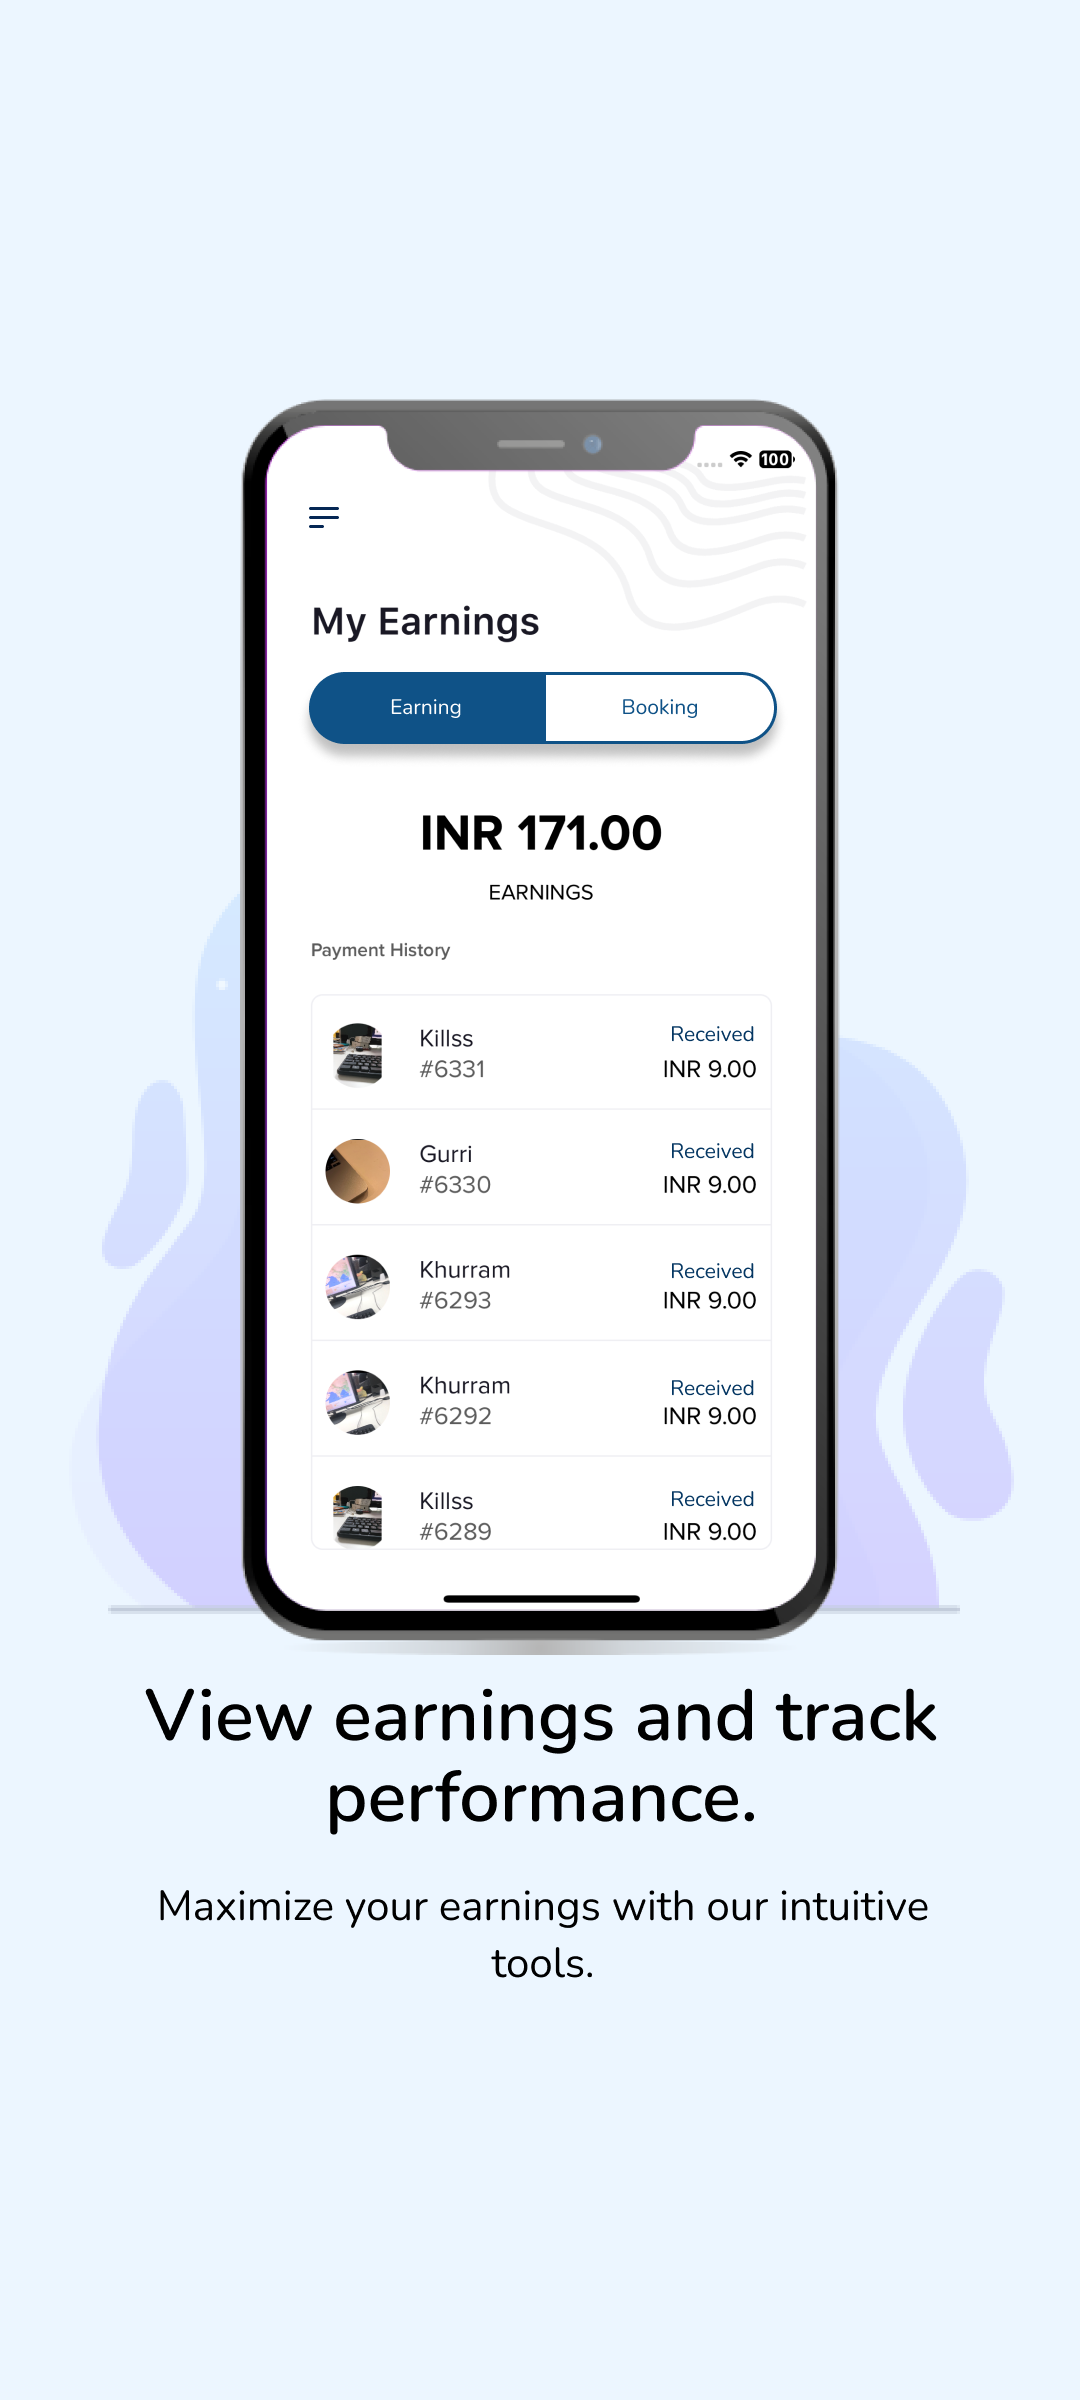 100
My Earnings
Earning
Booking
INR 171.00
EARNINGS
Payment History
Killss
Received
#6331
INR 9.00
Gurri
Received
#6330
INR 9.00
Khurram
Received
#6293
INR 9.00
Khurram
Received
#6292
INR 9.00
Killss
Received
#6289
INR 9.00
View earnings and track
performance.
Maximize your earnings with our intuitive
tools.